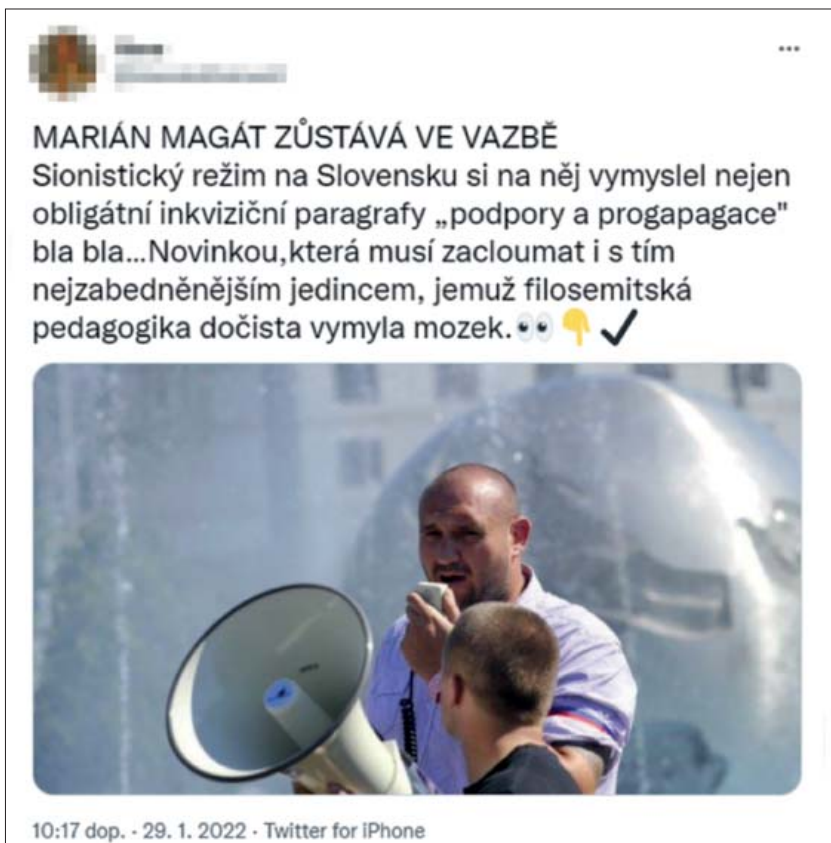 MARIÁN MAGÁT ZŮSTÁVÁ VE VAZBĚ
Sionistický režim na Slovensku si na něj vymyslel nejen
obligátní inkviziční paragrafy „podpory a progapagace"
bla bla...Novinkou,která musí zacloumat i s tím
nejzabedněnějším jedincem, jemuž filosemitská
pedagogika dočista vymyla mozek.👀 👇 ✔
10:17 dop. · 29. 1. 2022 · Twitter for iPhone